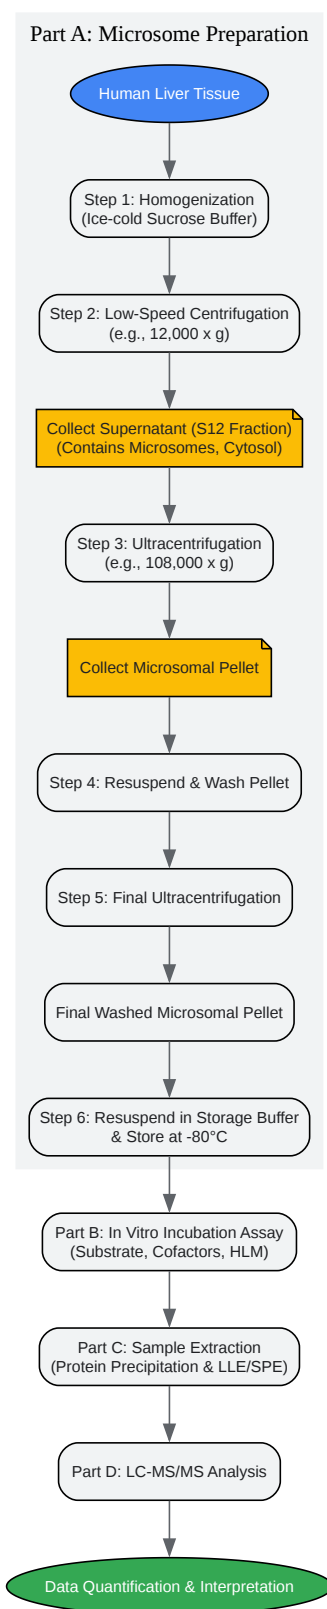 Part A: Microsome Preparation
Human Liver Tissue
Step 1: Homogenization
(Ice-cold Sucrose Buffer)
Step 2: Low-Speed Centrifugation
(e.g., 12,000 x g)
Collect Supernatant (S12 Fraction)
(Contains Microsomes, Cytosol)
Step 3: Ultracentrifugation
(e.g., 108,000 x g)
Collect Microsomal Pellet
Step 4: Resuspend & Wash Pellet
Step 5: Final Ultracentrifugation
Final Washed Microsomal Pellet
Step 6: Resuspend in Storage Buffer
& Store at -80°C
Part B: In Vitro Incubation Assay
(Substrate, Cofactors, HLM)
Part C: Sample Extraction
(Protein Precipitation & LLE/SPE)
Part D: LC-MS/MS Analysis
Data Quantification & Interpretation